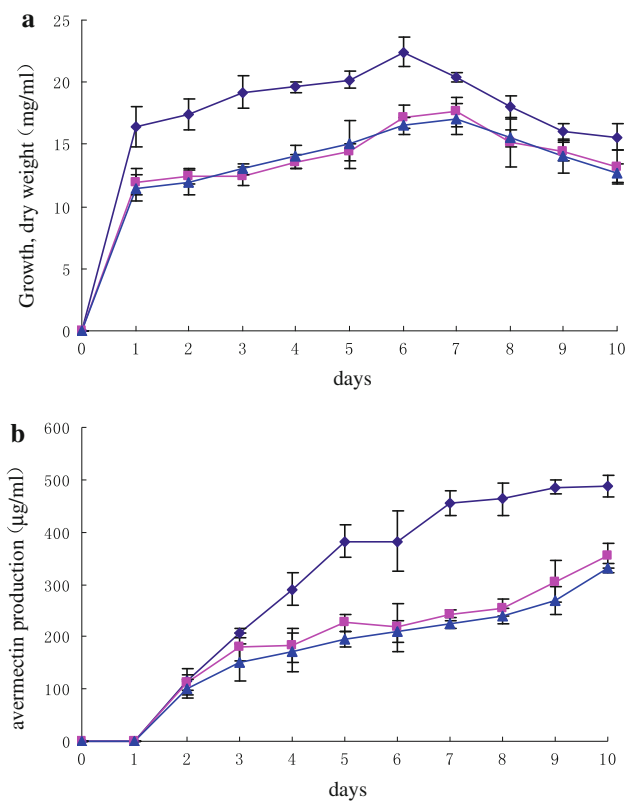 a
25
20
15
10
5
0
Growth, dry weight (mg/ml)
0 1 2 3 4 5 6 7 8 9 10
days
b
600
500
400
300
200
100
0
avermectin production (μg/ml)
0 1 2 3 4 5 6 7 8 9 10
days